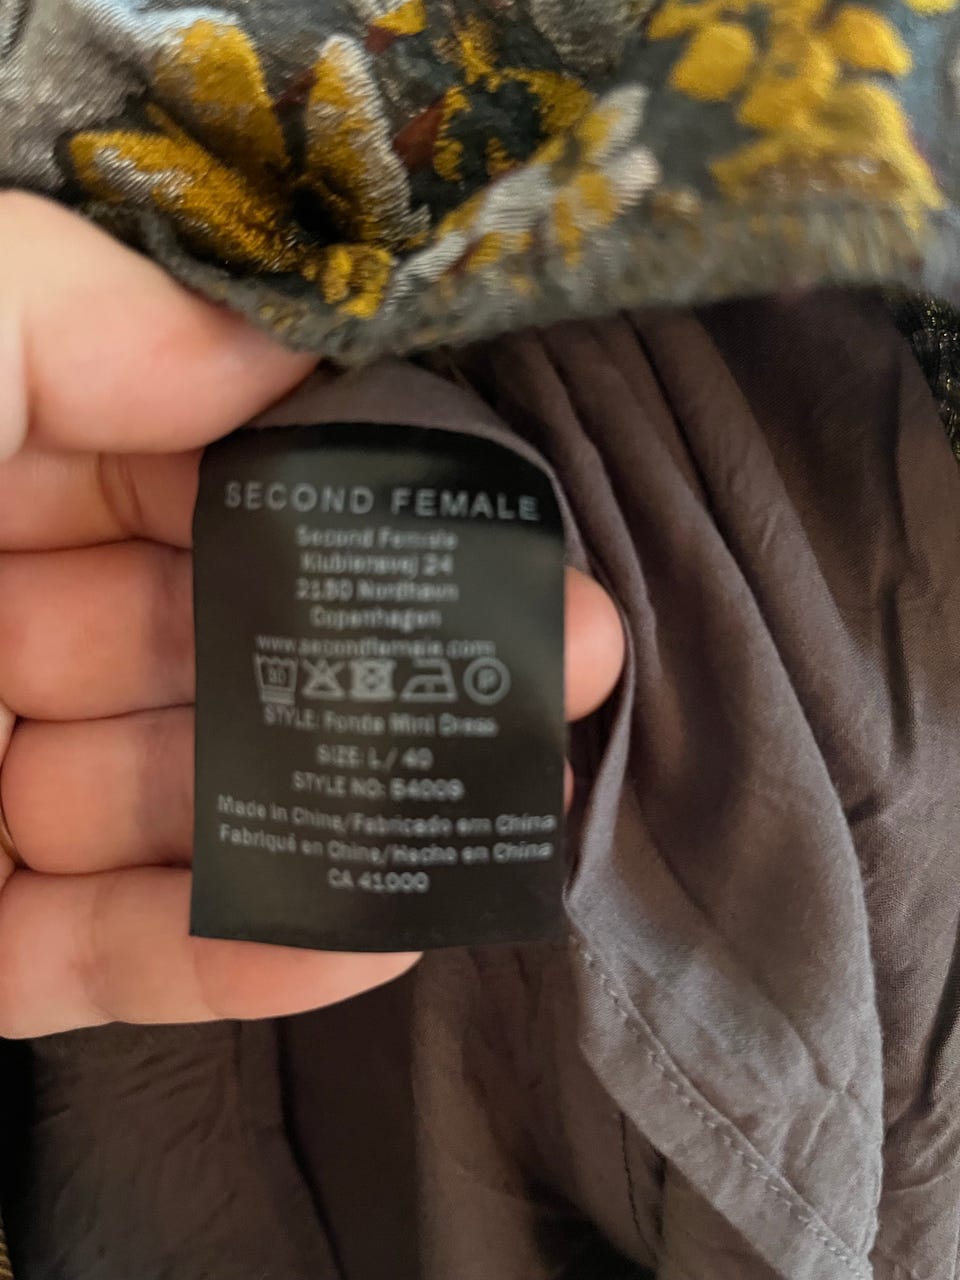 SECOND FEMALE
Second Female
Klubiensvej 24
2150 Nordhavn
Copenhagen
www.secondfemale.com
30 P
STYLE: Fonda Mini Dress
SIZE: L / 40
STYLE NO: 54009
Made in China/Fabricado em China
Fabriqué en Chine/Hecho en China
CA 41000